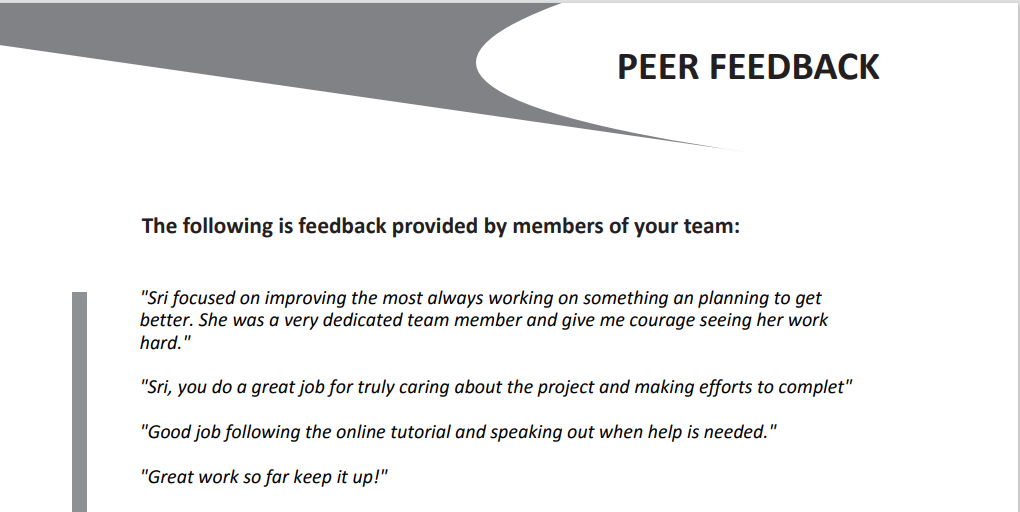 PEER FEEDBACK
The following is feedback provided by members of your team:
"Sri focused on improving the most always working on something an planning to get
better. She was a very dedicated team member and give me courage seeing her work
hard."
"Sri, you do a great job for truly caring about the project and making efforts to complet"
"Good job following the online tutorial and speaking out when help is needed."
"Great work so far keep it up!"